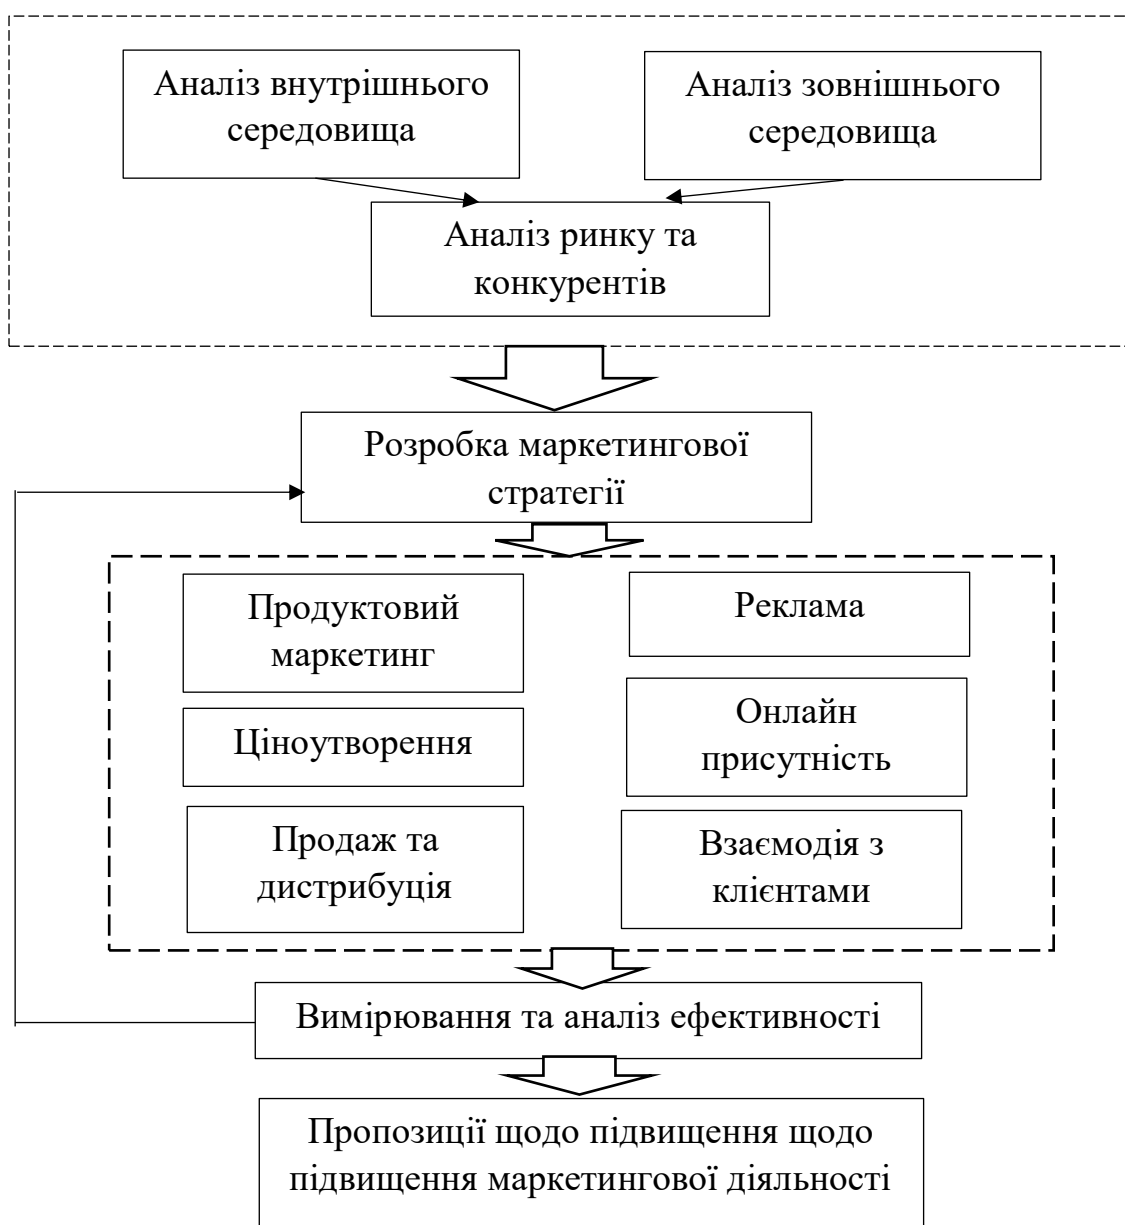 Аналіз внутрішнього
середовища
Аналіз зовнішнього
середовища
Аналіз ринку та
конкурентів
Розробка маркетингової
стратегії
Продуктовий
маркетинг
Реклама
Ціноутворення
Онлайн
присутність
Продаж та
дистрибуція
Взаємодія з
клієнтами
Вимірювання та аналіз ефективності
Пропозиції щодо підвищення щодо
підвищення маркетингової діяльності